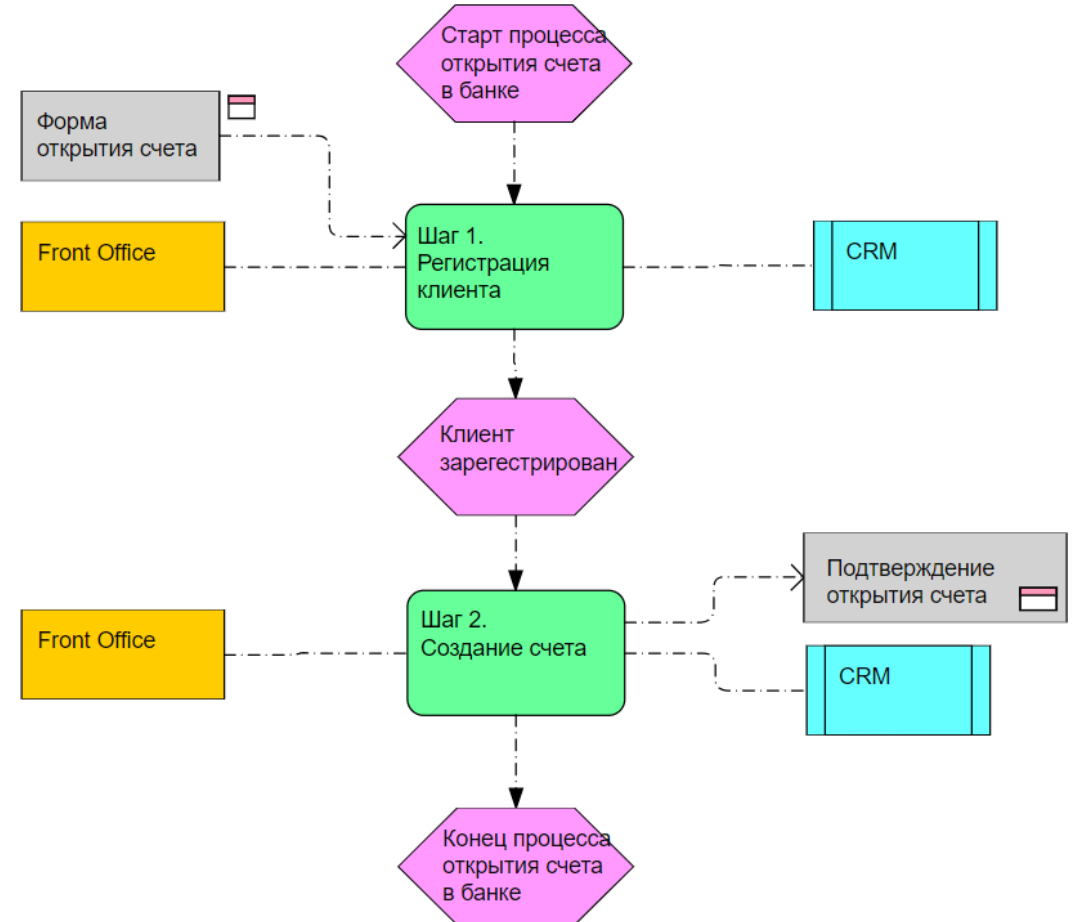 Старт процесса
открытия счета
в банке
Форма
открытия счета
Front Office
Шаг 1.
Регистрация
клиента
CRM
Клиент
зарегестрирован
Подтверждение
открытия счета
Front Office
Шаг 2.
Создание счета
CRM
Конец процесса
открытия счета
в банке